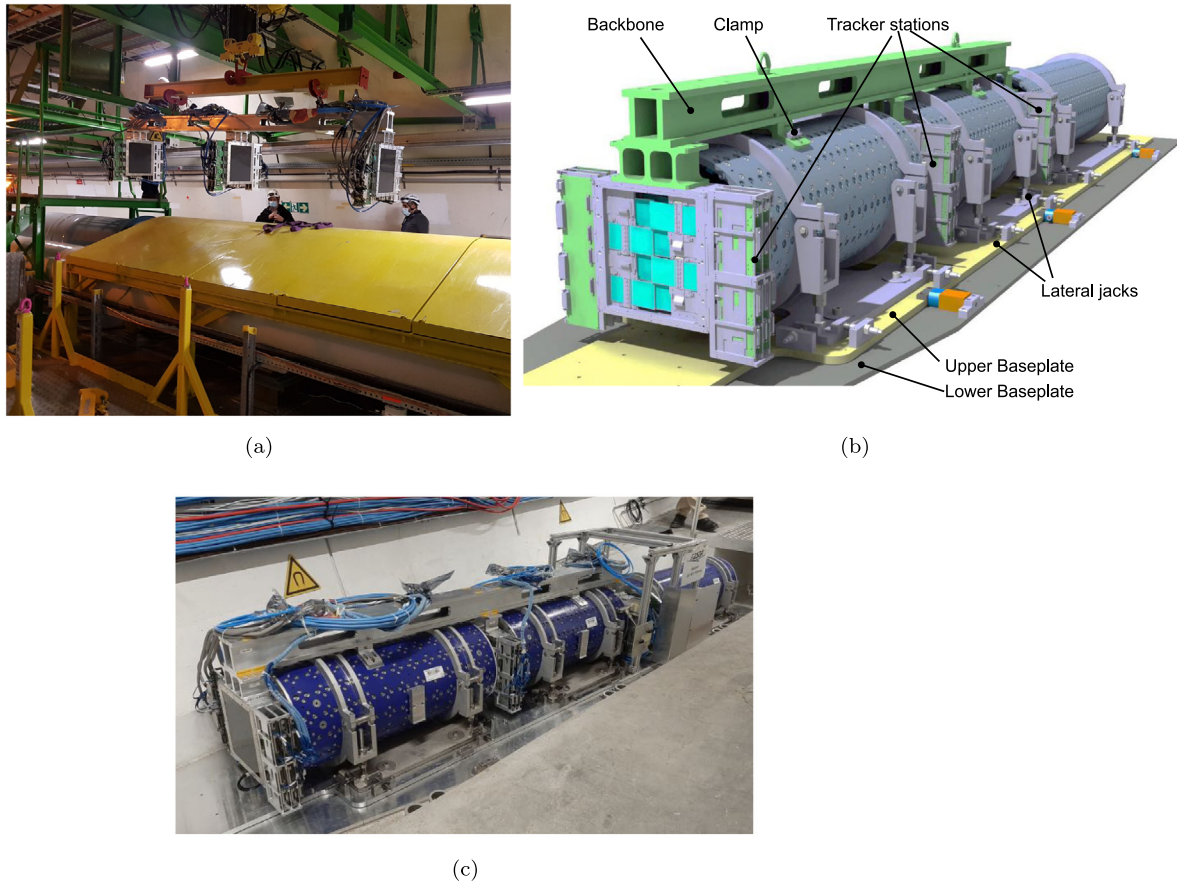 Backbone
Clamp
Tracker stations
Lateral jacks
Upper Baseplate
Lower Baseplate
(a)
(b)
(c)